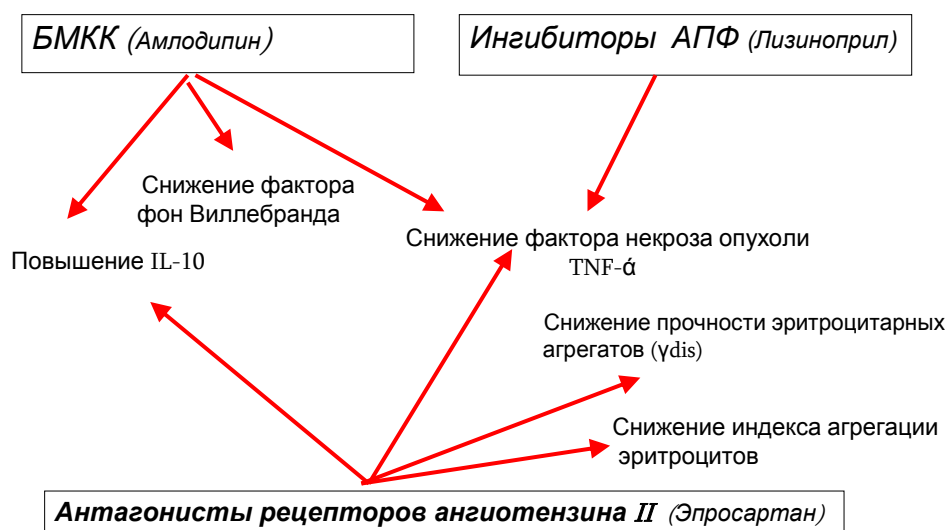 БМКК (Амлодипин)
Ингибиторы АПФ (Лизиноприл)
Снижение фактора
фон Виллебранда
Снижение фактора некроза опухоли
TNF-ά
Повышение IL-10
Снижение прочности эритроцитарных
агрегатов (γdis)
Снижение индекса агрегации
эритроцитов
Антагонисты рецепторов ангиотензина II (Эпросартан)